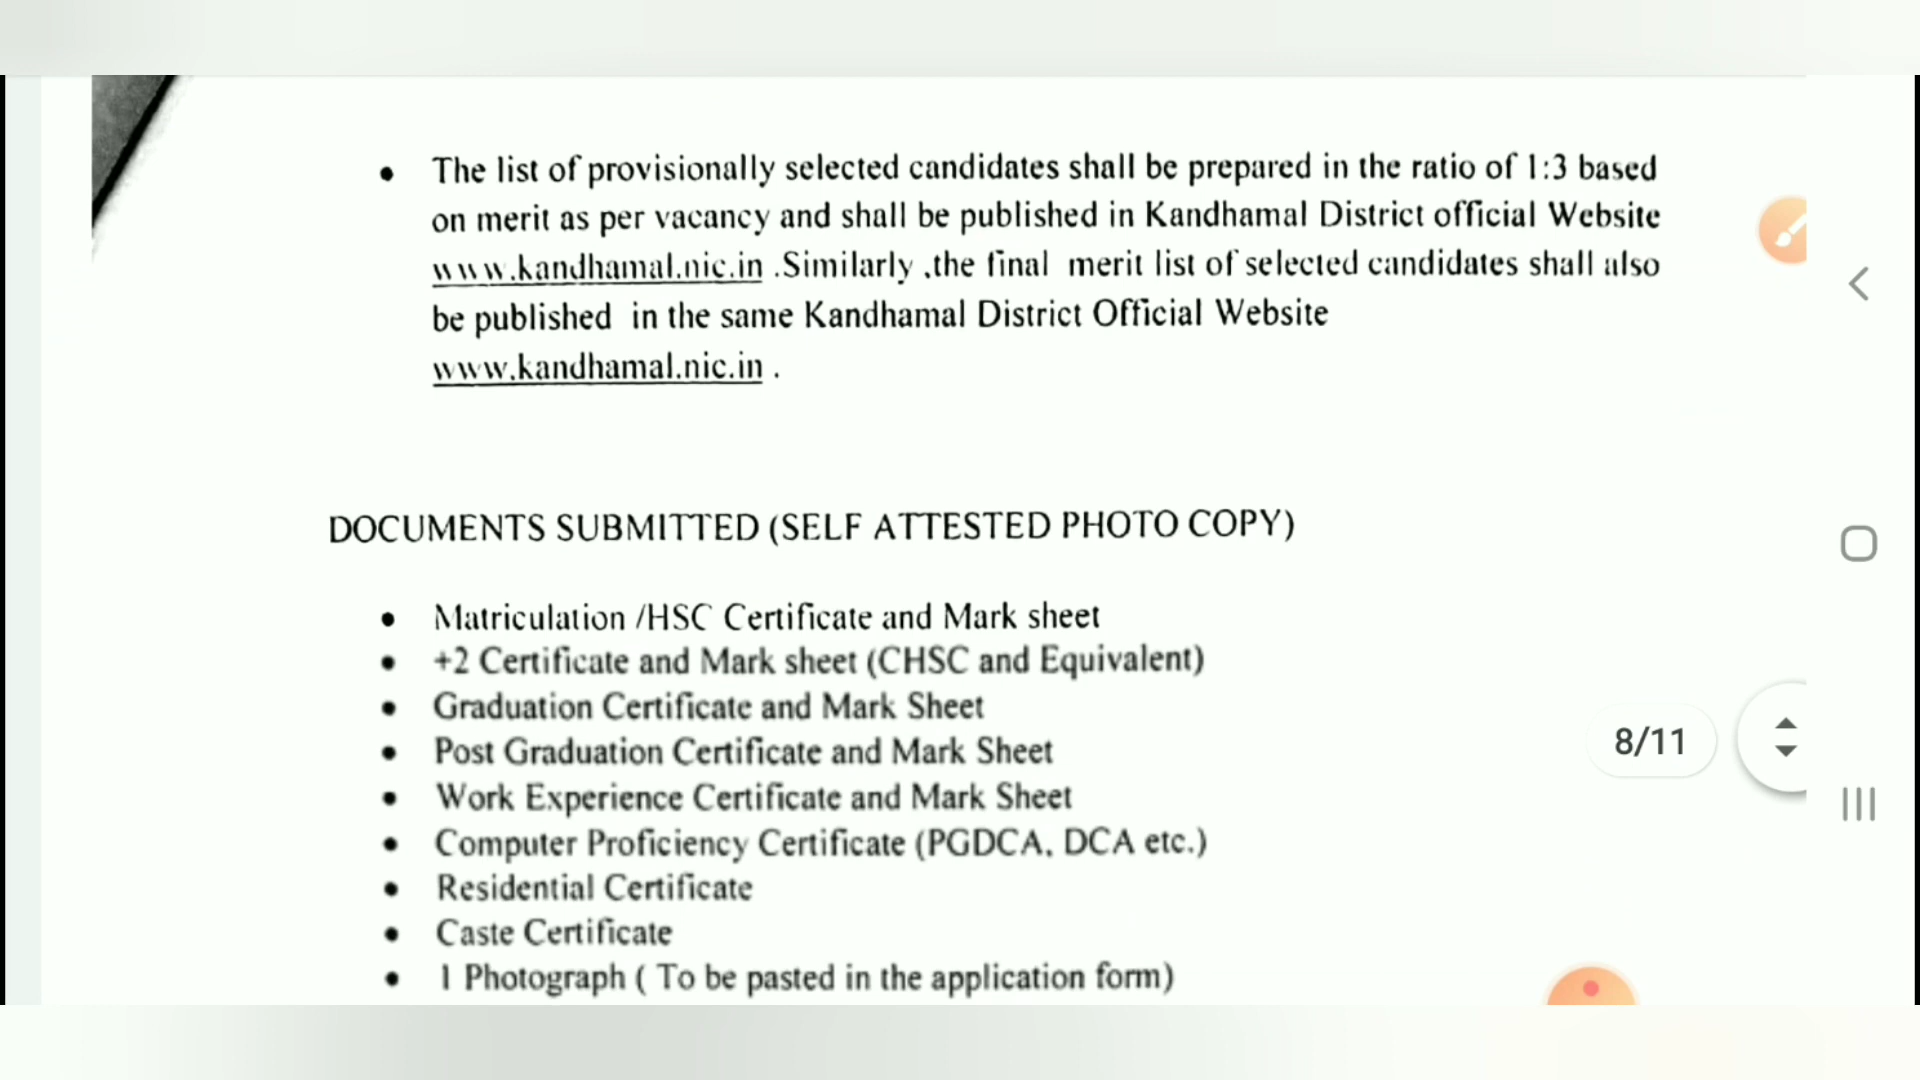 • The list of provisionally selected candidates shall be prepared in the ratio of 1:3 based
on merit as per vacancy and shall be published in Kandhamal District official Website
www.kandhamal.nic.in .Similarly ,the final merit list of selected candidates shall also
be published in the same Kandhamal District Official Website
www.kandhamal.nic.in .
DOCUMENTS SUBMITTED (SELF ATTESTED PHOTO COPY)
• Matriculation /HSC Certificate and Mark sheet
• +2 Certificate and Mark sheet (CHSC and Equivalent)
• Graduation Certificate and Mark Sheet
• Post Graduation Certificate and Mark Sheet
8/11
• Work Experience Certificate and Mark Sheet
• Computer Proficiency Certificate (PGDCA, DCA etc.)
• Residential Certificate
• Caste Certificate
• 1 Photograph ( To be pasted in the application form)